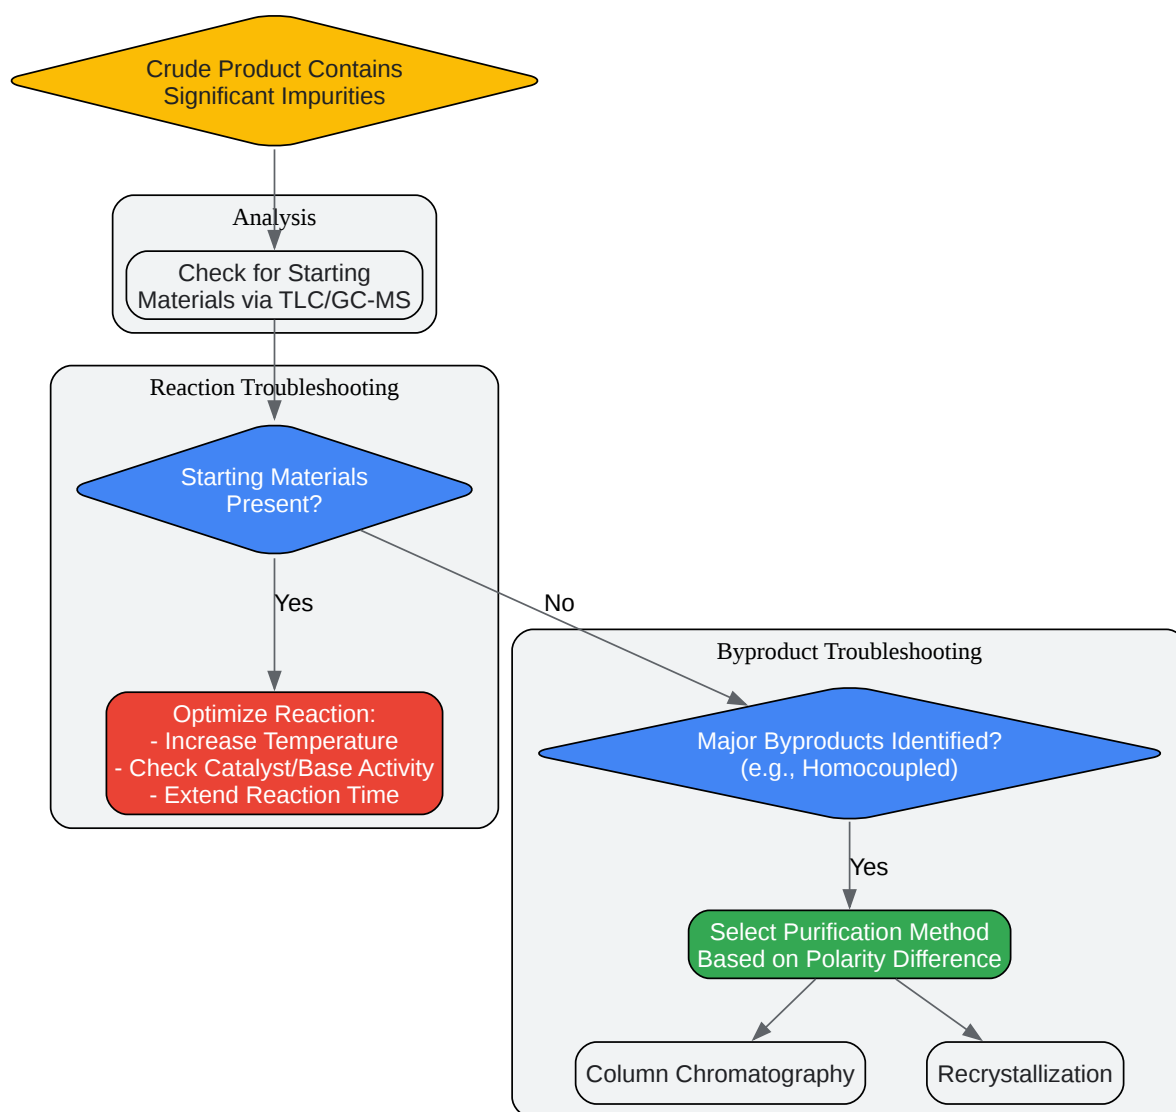 Crude Product Contains
Significant Impurities
Analysis
Check for Starting
Materials via TLC/GC-MS
Reaction Troubleshooting
Starting Materials
Present?
Yes
No
Optimize Reaction:
- Increase Temperature
- Check Catalyst/Base Activity
- Extend Reaction Time
Byproduct Troubleshooting
Major Byproducts Identified?
(e.g., Homocoupled)
Yes
Select Purification Method
Based on Polarity Difference
Column Chromatography
Recrystallization